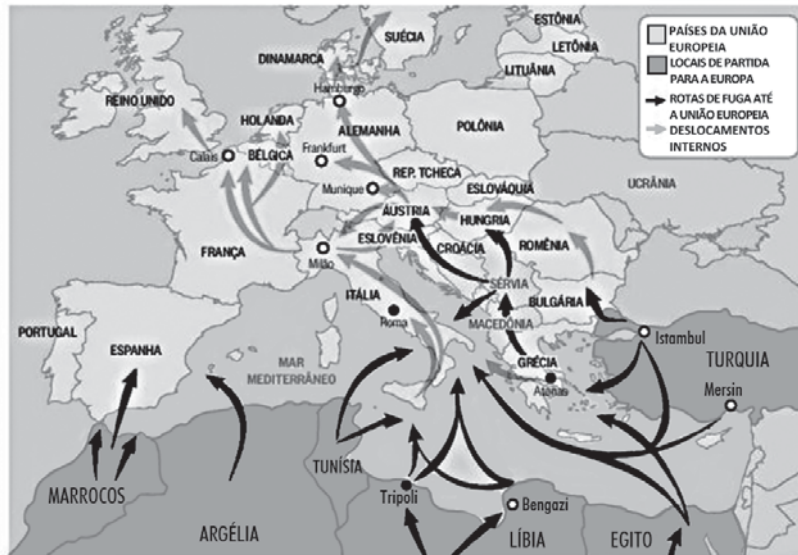 ESTÔNIA
SUÉCIA
LETÔNIA
DINAMARCA
LITUÂNIA
PAÍSES DA UNIÃO
EUROPEIA
LOCAIS DE PARTIDA
PARA A EUROPA
ROTAS DE FUGA ATÉ
A UNIÃO EUROPEIA
DESLOCAMENTOS
INTERNOS
Hamburgo
REINO UNIDO
HOLANDA
ALEMANHA
POLÔNIA
Calais
BÉLGICA
Frankfurt
REP. TCHECA
UCRÂNIA
Munique
ESLOVÁQUIA
ÁUSTRIA
HUNGRIA
FRANÇA
ESLOVÊNIA
CROÁCIA
ROMÊNIA
Milão
SÉRVIA
ITÁLIA
BULGÁRIA
Roma
MACEDÔNIA
PORTUGAL
ESPANHA
MAR
MEDITERRÂNEO
Istambul
GRÉCIA
TURQUIA
Atenas
Mersin
TUNÍSIA
MARROCOS
Tripoli
Bengazi
ARGÉLIA
LÍBIA
EGITO